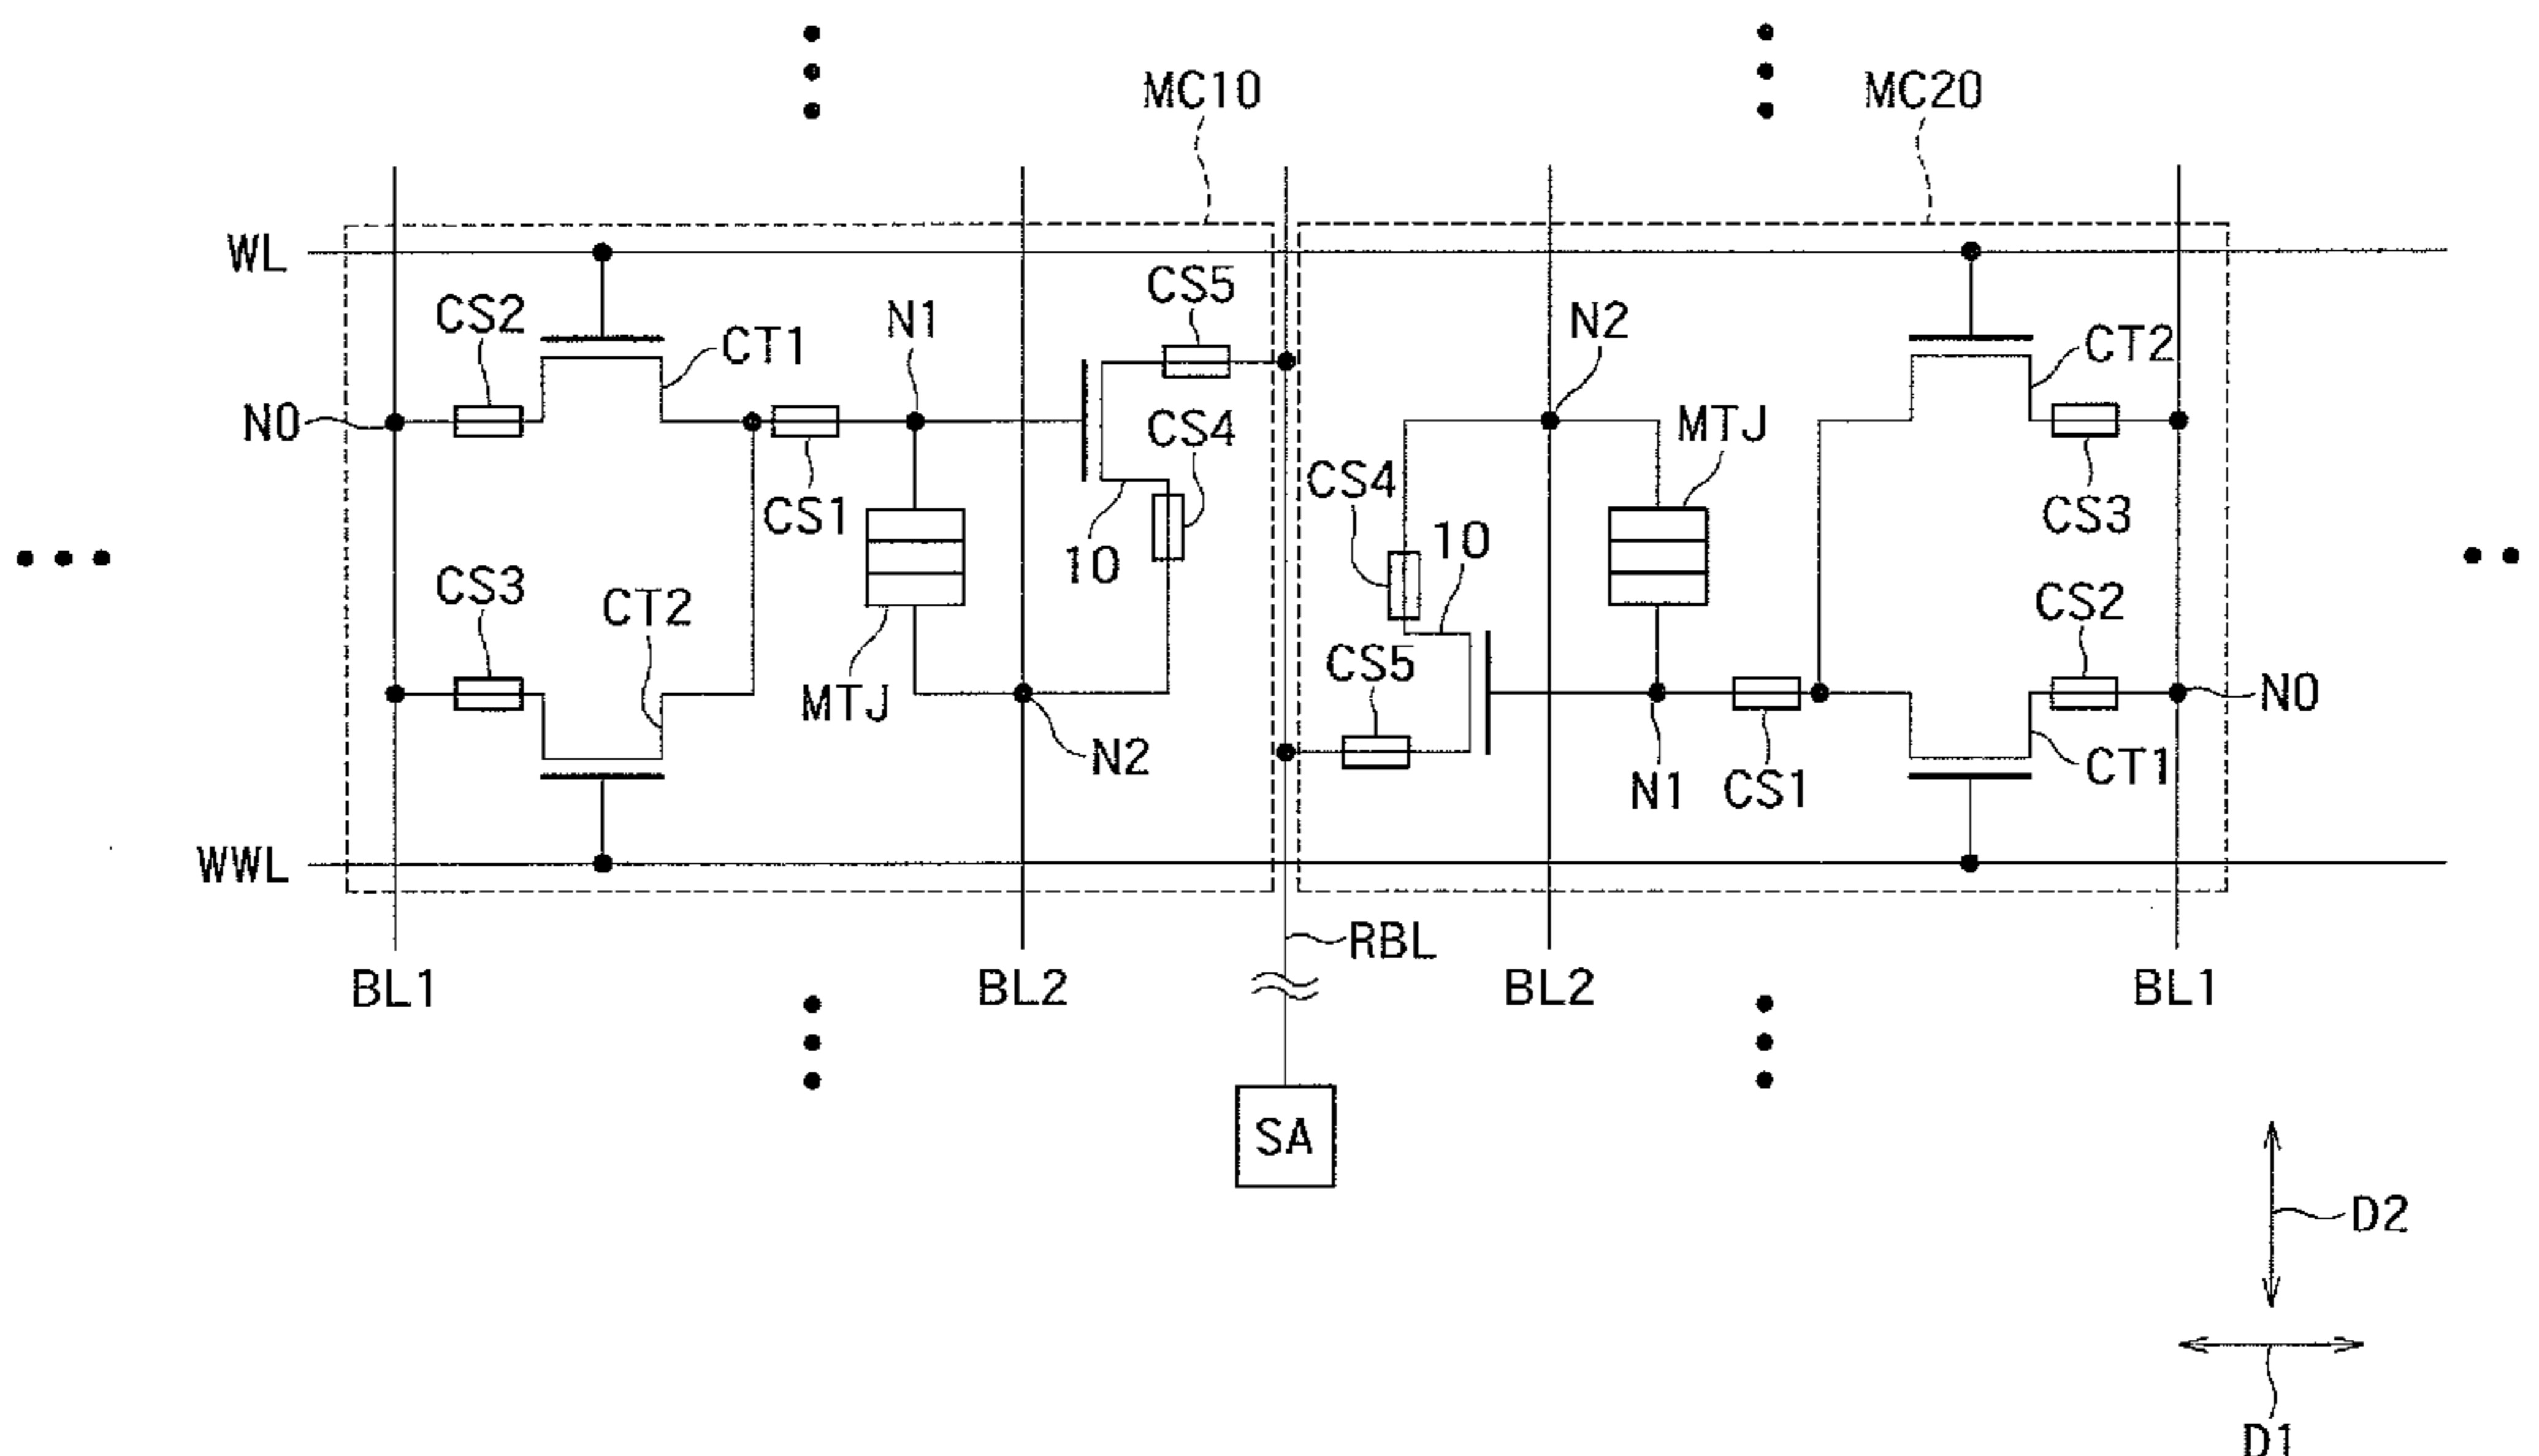 MC10 MC20
WL
CS5
CS2 N1 N2
CT1 CT2
N0 CS4 MTJ
CS4
CS1 CS3
10 10
CS3 CT2 CS2
CS5
MTJ N0
N2 CT1
N1 CS1
WWL
RBL
BL1 BL2 BL2 BL1
SA
D2
D1